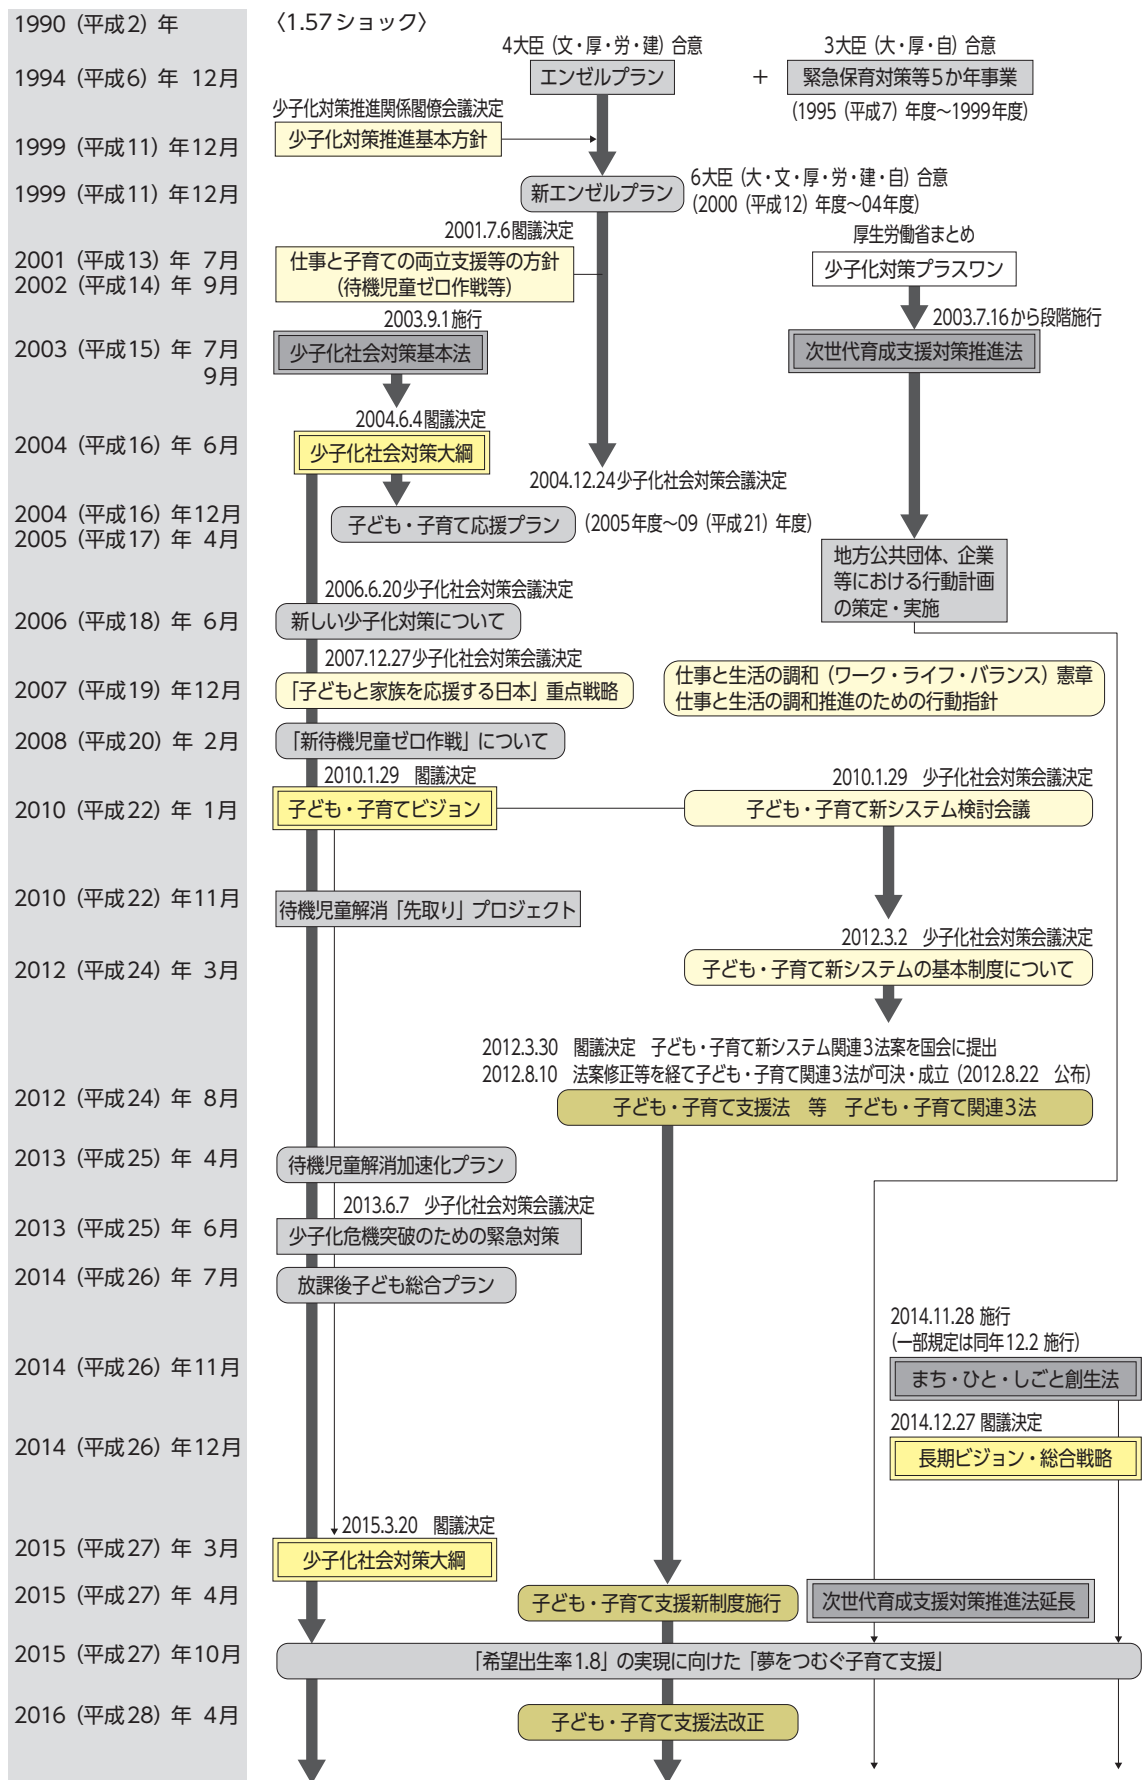 1990（平成2）年
〈1.57ショック〉
4大臣（文・厚・労・建）合意
3大臣（大・厚・自）合意
1994（平成6）年 12月
エンゼルプラン
＋
緊急保育対策等5か年事業
（1995（平成7）年度～1999年度）
少子化対策推進関係閣僚会議決定
1999（平成11）年12月
少子化対策推進基本方針
1999（平成11）年12月
新エンゼルプラン
6大臣（大・文・厚・労・建・自）合意
（2000（平成12）年度～04年度）
2001.7.6閣議決定
厚生労働省まとめ
2001（平成13）年 7月
2002（平成14）年 9月
仕事と子育ての両立支援等の方針
（待機児童ゼロ作戦等）
少子化対策プラスワン
2003.9.1施行
2003.7.16から段階施行
2003（平成15）年 7月
9月
少子化社会対策基本法
次世代育成支援対策推進法
2004.6.4閣議決定
2004（平成16）年 6月
少子化社会対策大綱
2004.12.24少子化社会対策会議決定
2004（平成16）年12月
2005（平成17）年 4月
子ども・子育て応援プラン
（2005年度～09（平成21）年度）
地方公共団体、企業
等における行動計画
の策定・実施
2006.6.20少子化社会対策会議決定
2006（平成18）年 6月
新しい少子化対策について
2007.12.27少子化社会対策会議決定
2007（平成19）年12月
「子どもと家族を応援する日本」重点戦略
仕事と生活の調和（ワーク・ライフ・バランス）憲章
仕事と生活の調和推進のための行動指針
2008（平成20）年 2月
「新待機児童ゼロ作戦」について
2010.1.29　閣議決定
2010.1.29　少子化社会対策会議決定
2010（平成22）年 1月
子ども・子育てビジョン
子ども・子育て新システム検討会議
2010（平成22）年11月
待機児童解消「先取り」プロジェクト
2012.3.2　少子化社会対策会議決定
2012（平成24）年 3月
子ども・子育て新システムの基本制度について
2012.3.30　閣議決定　子ども・子育て新システム関連3法案を国会に提出
2012.8.10　法案修正等を経て子ども・子育て関連3法が可決・成立（2012.8.22　公布）
2012（平成24）年 8月
子ども・子育て支援法　等　子ども・子育て関連3法
2013（平成25）年 4月
待機児童解消加速化プラン
2013.6.7　少子化社会対策会議決定
2013（平成25）年 6月
少子化危機突破のための緊急対策
2014（平成26）年 7月
放課後子ども総合プラン
2014.11.28 施行
（一部規定は同年12.2 施行）
2014（平成26）年11月
まち・ひと・しごと創生法
2014.12.27 閣議決定
2014（平成26）年12月
長期ビジョン・総合戦略
2015.3.20　閣議決定
2015（平成27）年 3月
少子化社会対策大綱
2015（平成27）年 4月
子ども・子育て支援新制度施行
次世代育成支援対策推進法延長
2015（平成27）年10月
「希望出生率1.8」の実現に向けた「夢をつむぐ子育て支援」
2016（平成28）年 4月
子ども・子育て支援法改正